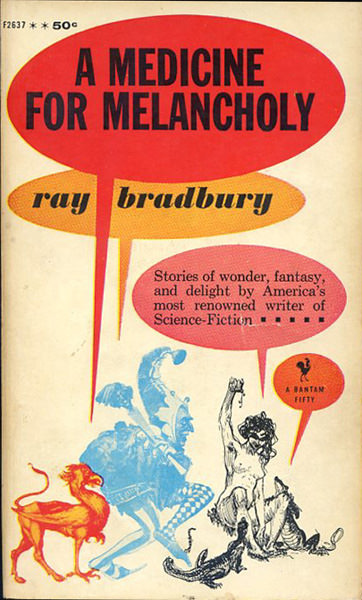 F2637 ** 50¢
A MEDICINE
FOR MELANCHOLY
ray bradbury
Stories of wonder, fantasy,
and delight by America's
most renowned writer of
Science-Fiction ▪ ▪ ▪ ▪ ▪
A BANTAM
FIFTY